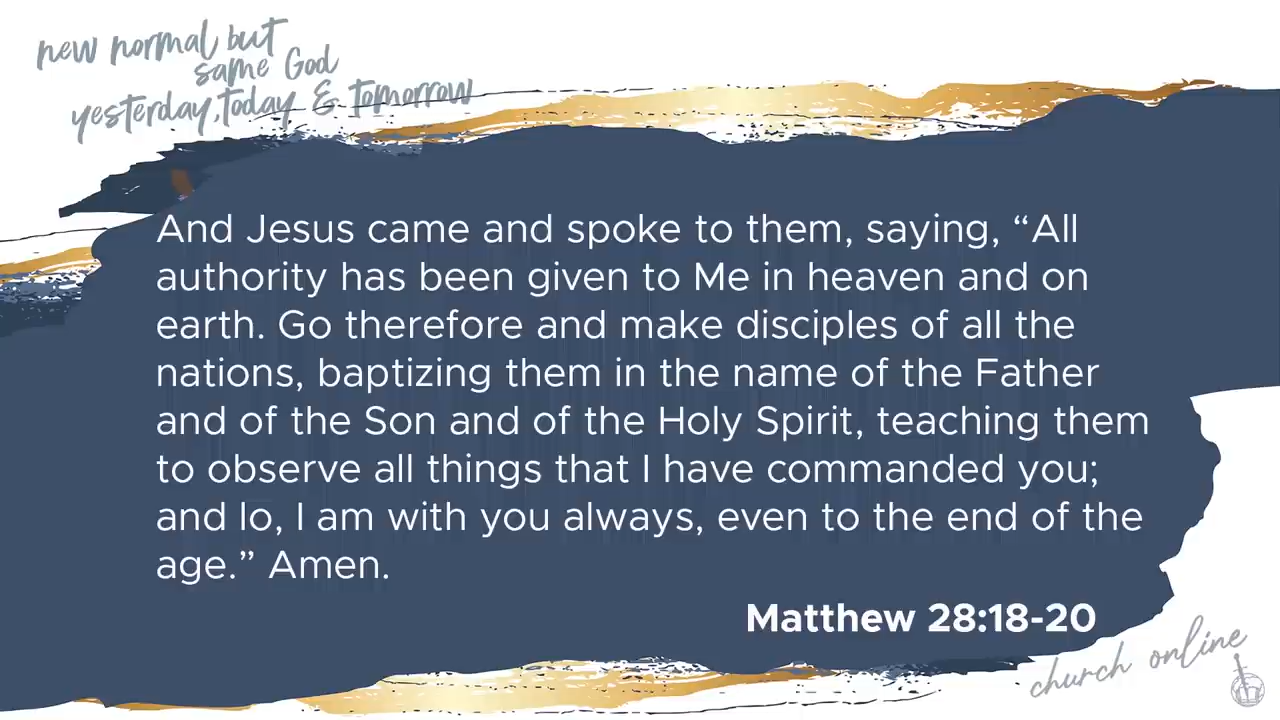 new normal but
same God
yesterday, today & tomorrow
And Jesus came and spoke to them, saying, “All
authority has been given to Me in heaven and on
earth. Go therefore and make disciples of all the
nations, baptizing them in the name of the Father
and of the Son and of the Holy Spirit, teaching them
to observe all things that I have commanded you;
and lo, I am with you always, even to the end of the
age.” Amen.
Matthew 28:18-20
church online